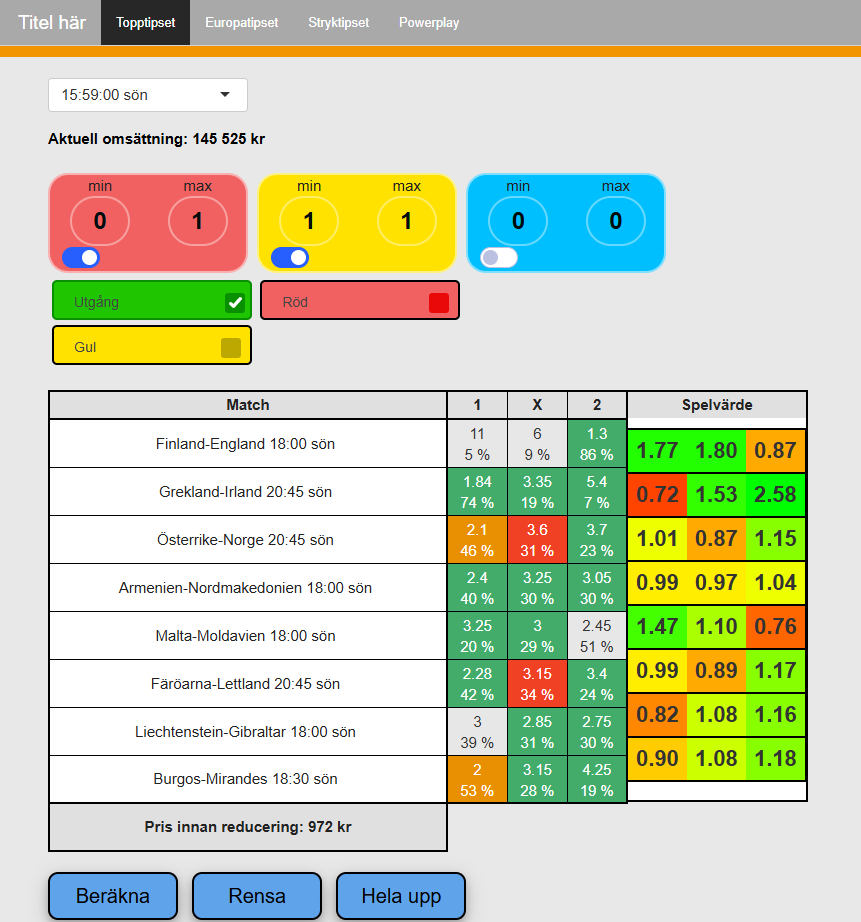 Titel här Topptipset Europatipset Stryktipset Powerplay
15:59:00 sön
Aktuell omsättning: 145 525 kr
min max min max min max
0 1 1 1 0 0
Utgång Röd
Gul
Match 1 X 2 Spelvärde
Finland-England 18:00 sön 11 6 1.3 1.77 1.80 0.87
5 % 9 % 86 %
Grekland-Irland 20:45 sön 1.84 3.35 5.4 0.72 1.53 2.58
74 % 19 % 7 %
Österrike-Norge 20:45 sön 2.1 3.6 3.7 1.01 0.87 1.15
46 % 31 % 23 %
Armenien-Nordmakedonien 18:00 sön 2.4 3.25 3.05 0.99 0.97 1.04
40 % 30 % 30 %
Malta-Moldavien 18:00 sön 3.25 3 2.45 1.47 1.10 0.76
20 % 29 % 51 %
Färöarna-Lettland 20:45 sön 2.28 3.15 3.4 0.99 0.89 1.17
42 % 34 % 24 %
Liechtenstein-Gibraltar 18:00 sön 3 2.85 2.75 0.82 1.08 1.16
39 % 31 % 30 %
Burgos-Mirandes 18:30 sön 2 3.15 4.25 0.90 1.08 1.18
53 % 28 % 19 %
Pris innan reducering: 972 kr
Beräkna Rensa Hela upp